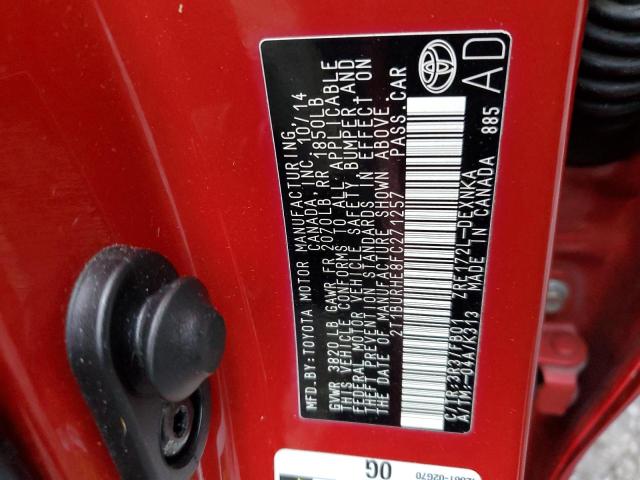 MFD.BY:TOYOTA MOTOR MANUFACTURING,
CANADA, INC. 10/14
GVWR 3820LB GAWR FR 2070LB,RR 1850LB
THIS VEHICLE CONFORMS TO ALL APPLICABLE
FEDERAL MOTOR VEHICLE SAFETY, BUMPER, AND
THEFT PREVENTION STANDARDS IN EFFECT ON
THE DATE OF MANUFACTURE SHOWN ABOVE.
2T1BURHE8FC271257 PASS.CAR
C/TR:3R3/FB01 ZRE172L-DEXNKA
A/TM:-04A/K313 MADE IN CANADA 885
AD
TOYOTA
0G